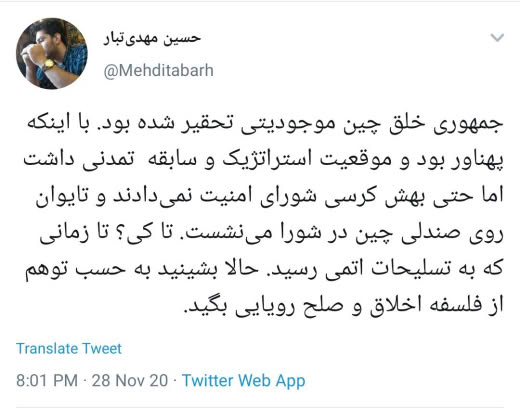 حسین مهدی‌تبار
@Mehditabarh
جمهوری خلق چین موجودیتی تحقیر شده بود. با اینکه
پهناور بود و موقعیت استراتژیک و سابقه تمدنی داشت
اما حتی بهش کرسی شورای امنیت نمی‌دادند و تایوان
روی صندلی چین در شورا می‌نشست. تا کی؟ تا زمانی
که به تسلیحات اتمی رسید. حالا بشینید به حسب توهم
از فلسفه اخلاق و صلح رویایی بگید.
Translate Tweet
8:01 PM · 28 Nov 20 · Twitter Web App